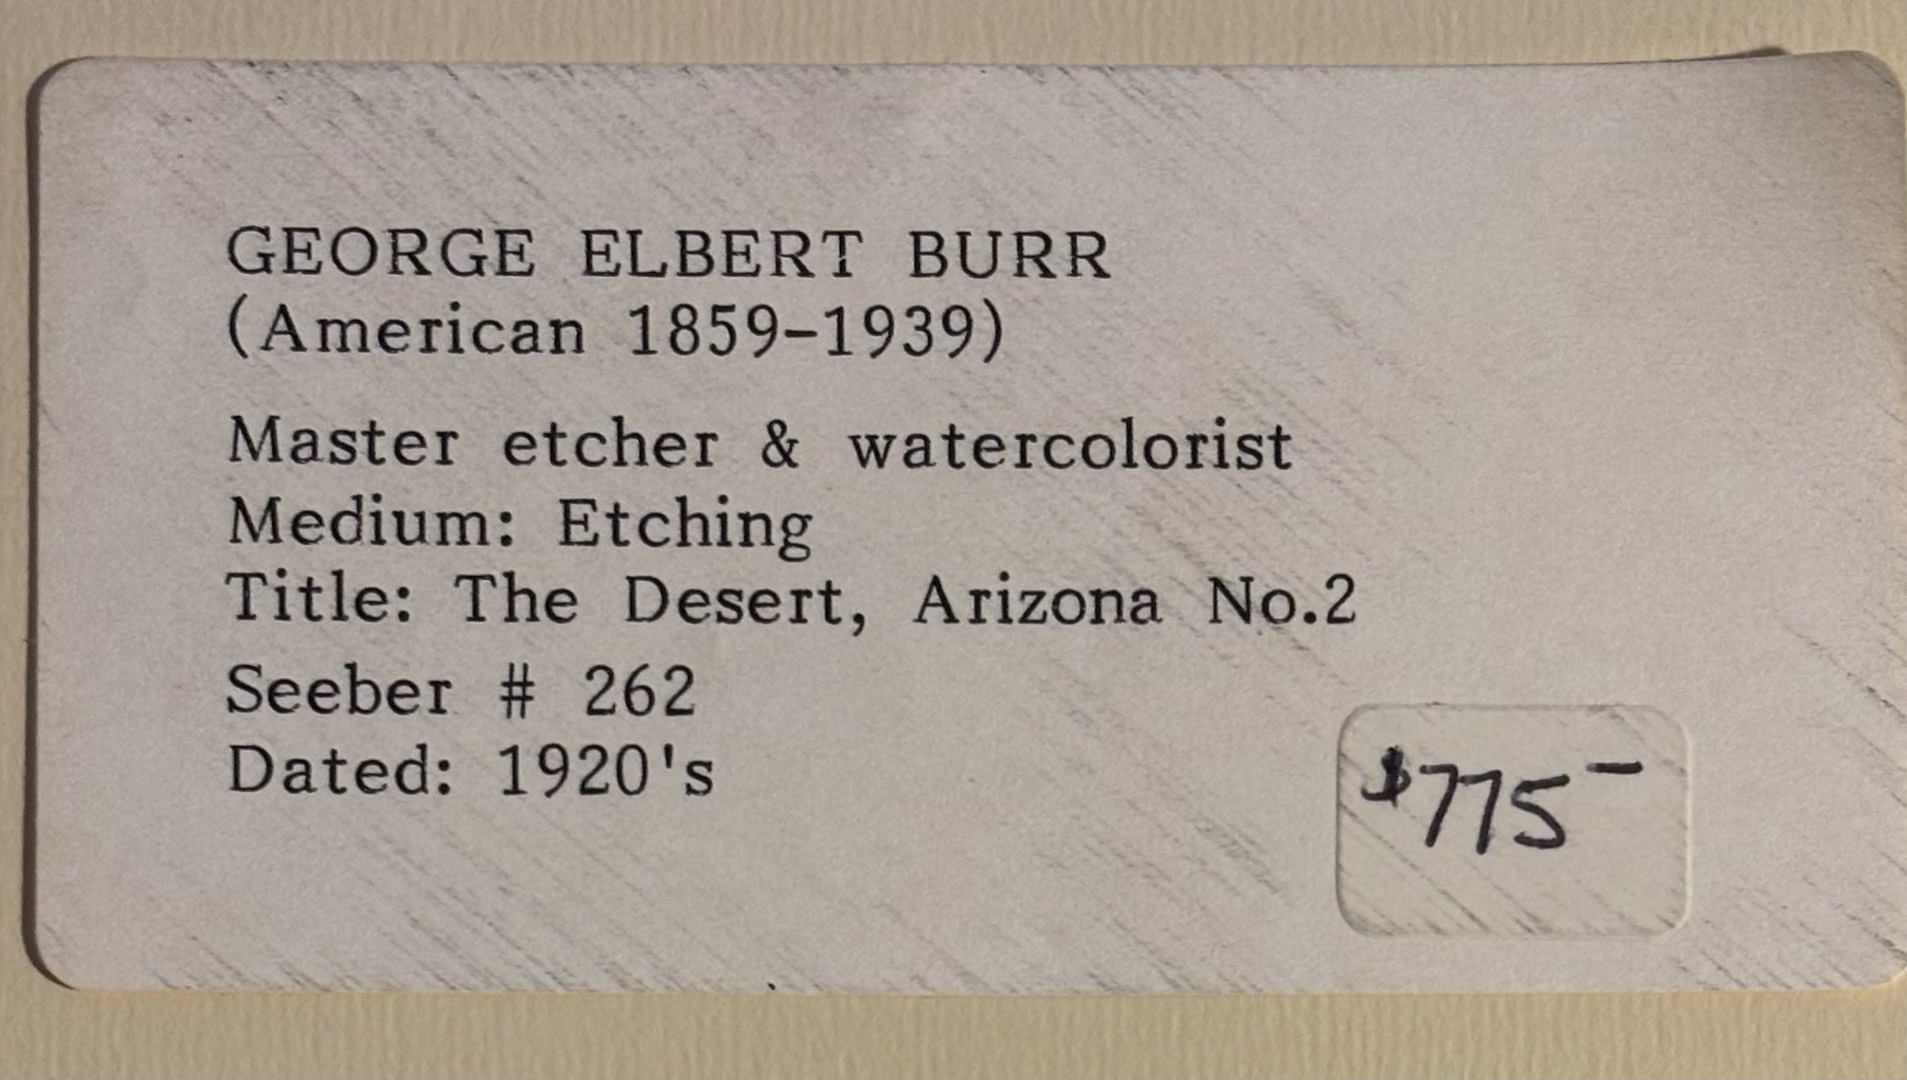 GEORGE ELBERT BURR
(American 1859-1939)
Master etcher & watercolorist
Medium: Etching
Title: The Desert, Arizona No.2
Seeber # 262
Dated: 1920's
$775-